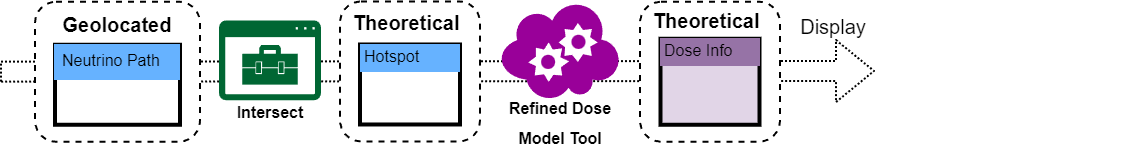 Geolocated
Neutrino Path
Intersect
Theoretical
Hotspot
Refined Dose
Model Tool
Theoretical
Dose Info
Display